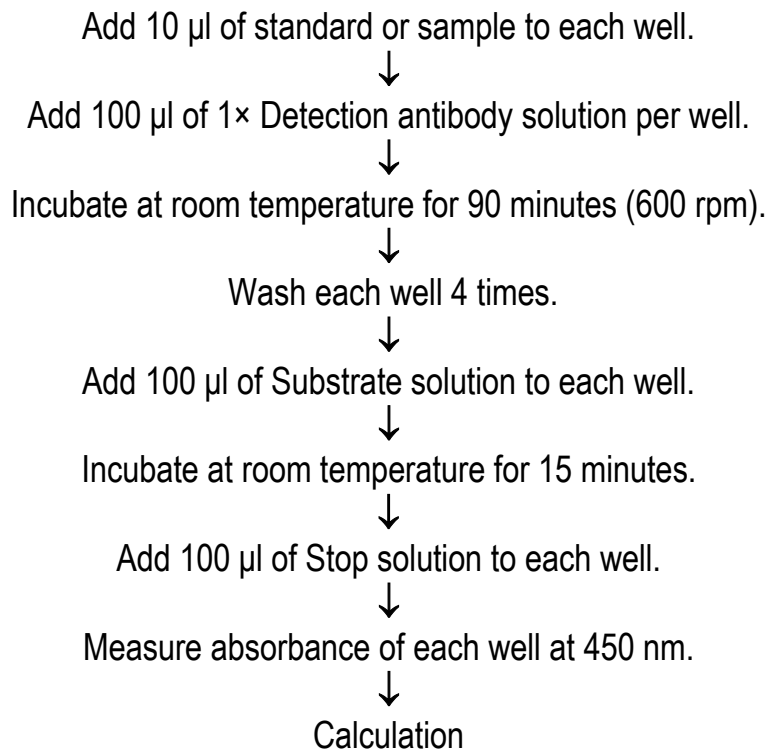 Add 10 µl of standard or sample to each well.
↓
Add 100 µl of 1× Detection antibody solution per well.
↓
Incubate at room temperature for 90 minutes (600 rpm).
↓
Wash each well 4 times.
↓
Add 100 µl of Substrate solution to each well.
↓
Incubate at room temperature for 15 minutes.
↓
Add 100 µl of Stop solution to each well.
↓
Measure absorbance of each well at 450 nm.
↓
Calculation